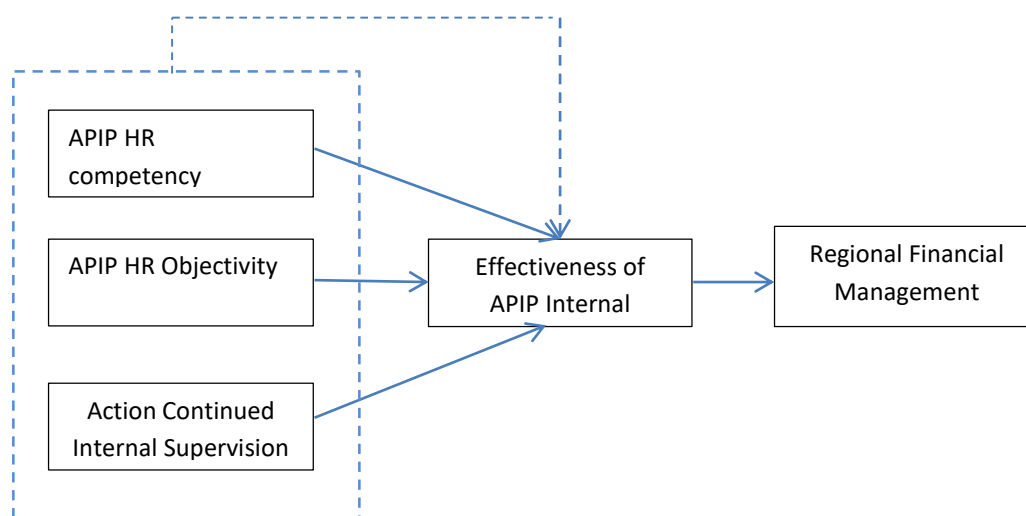 APIP HR
competency
APIP HR Objectivity
Action Continued
Internal Supervision
Effectiveness of
APIP Internal
Regional Financial
Management